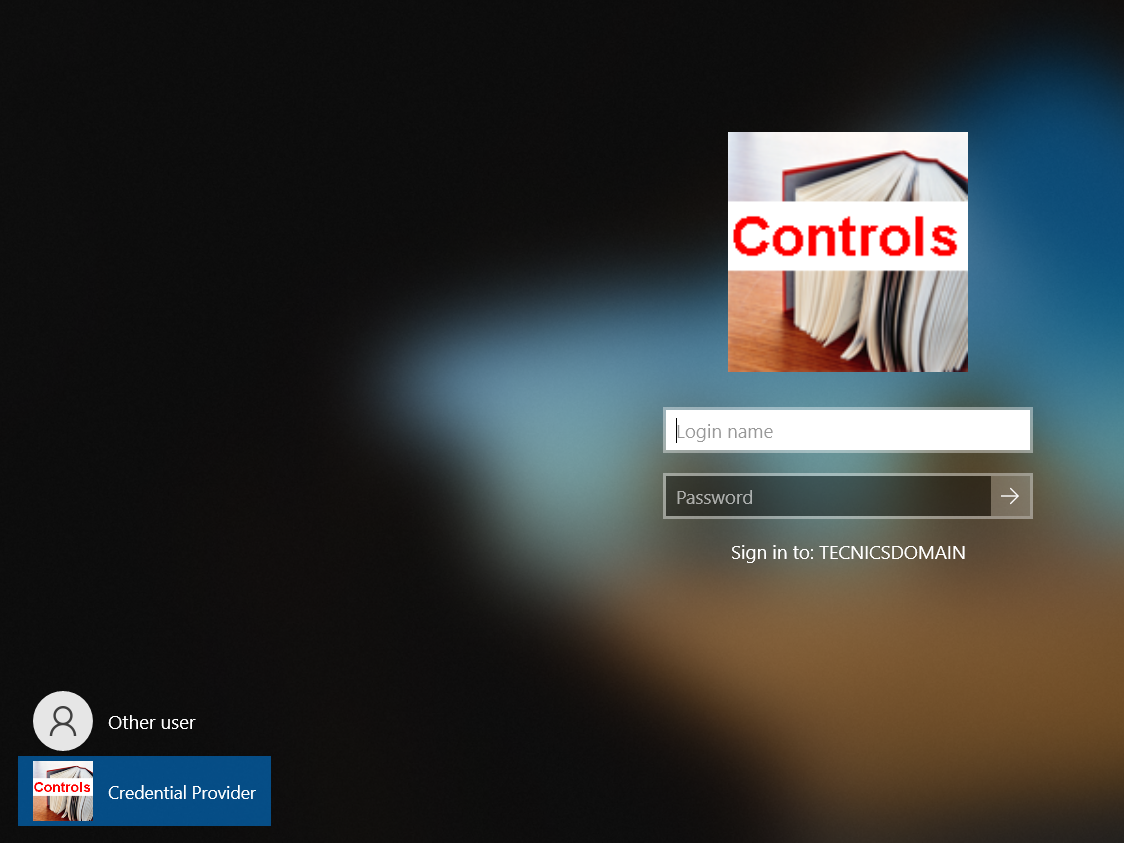 Controls
Login name
Password
Sign in to: TECNICSDOMAIN
Other user
Controls
Credential Provider